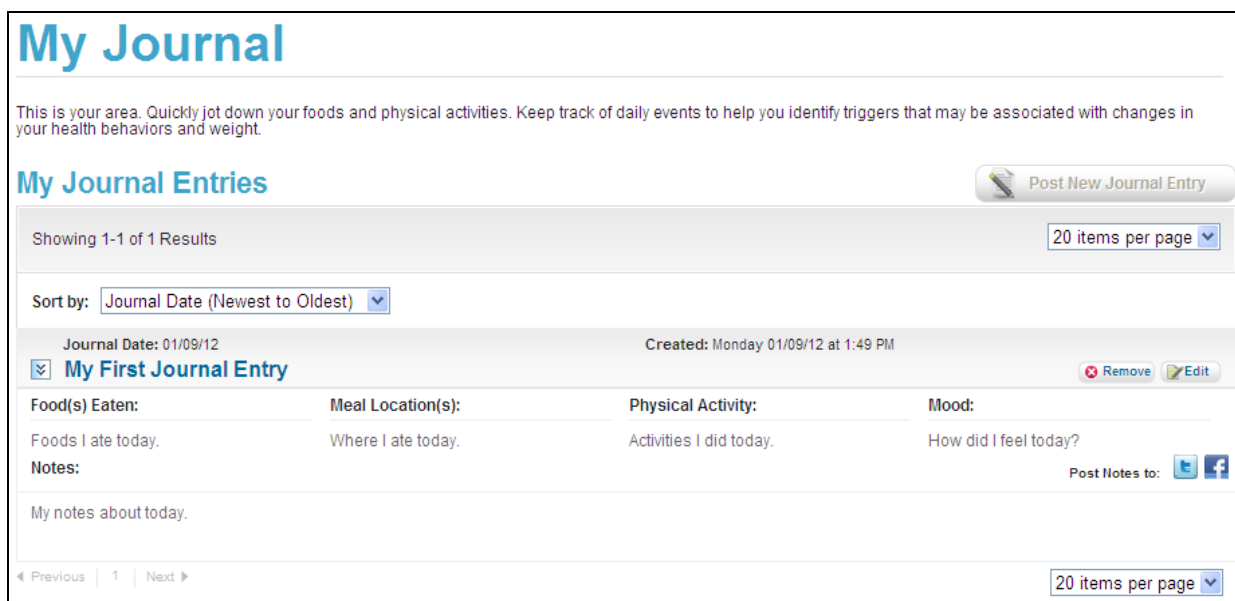 My Journal
This is your area. Quickly jot down your foods and physical activities. Keep track of daily events to help you identify triggers that may be associated with changes in
your health behaviors and weight.
My Journal Entries
Post New Journal Entry
Showing 1-1 of 1 Results
20 items per page
Sort by: Journal Date (Newest to Oldest)
Journal Date: 01/09/12 Created: Monday 01/09/12 at 1:49 PM
My First Journal Entry Remove Edit
Food(s) Eaten: Meal Location(s): Physical Activity: Mood:
Foods I ate today. Where I ate today. Activities I did today. How did I feel today?
Notes: Post Notes to:
My notes about today.
Previous 1 Next
20 items per page